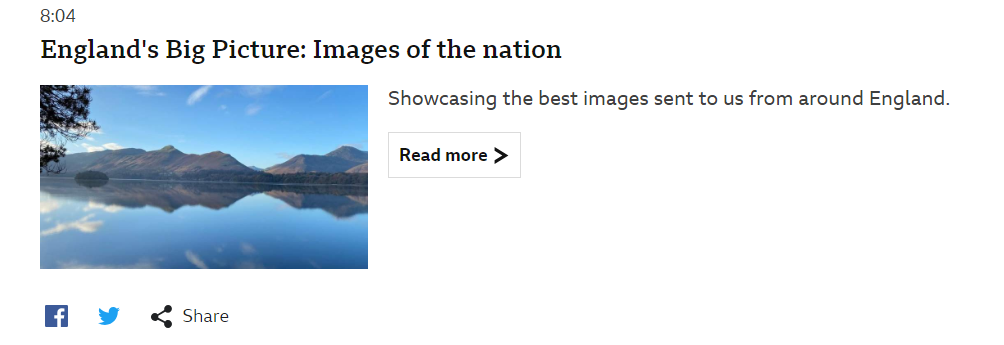 8:04
England's Big Picture: Images of the nation
Showcasing the best images sent to us from around England.
Read more
Share